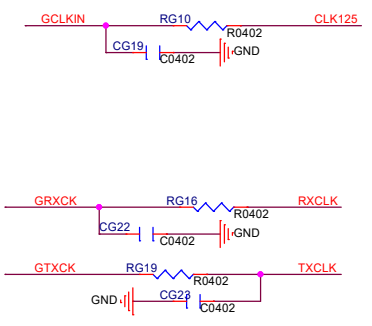 GCLKIN RG10 CLK125
R0402
CG19 GND
C0402
GRXCK RG16 RXCLK
R0402
CG22 GND
C0402
GTXCK RG19 TXCLK
R0402
GND CG23
C0402